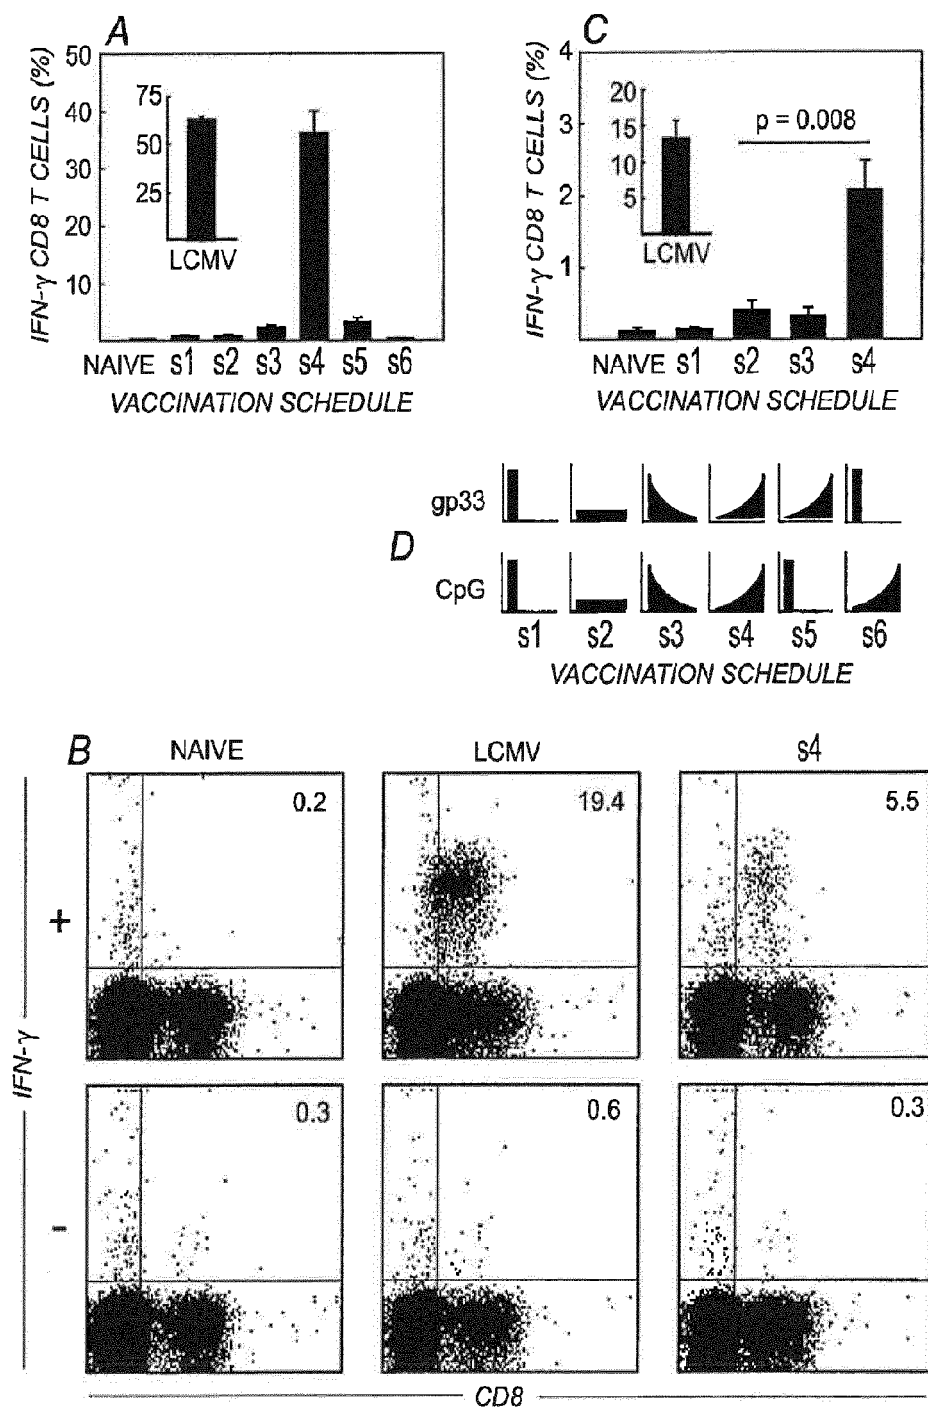 A
IFN-γ CD8 T CELLS (%)
50
40
30
20
10
75
50
25
LCMV
NAIVE s1 s2 s3 s4 s5 s6
VACCINATION SCHEDULE
C
IFN-γ CD8 T CELLS (%)
4
3
2
1
20
15
10
5
LCMV
p = 0.008
NAIVE s1 s2 s3 s4
VACCINATION SCHEDULE
D
gp33
CpG
s1 s2 s3 s4 s5 s6
VACCINATION SCHEDULE
B
NAIVE LCMV s4
0.2 19.4 5.5
+
IFN-γ
0.3 0.6 0.3
-
CD8